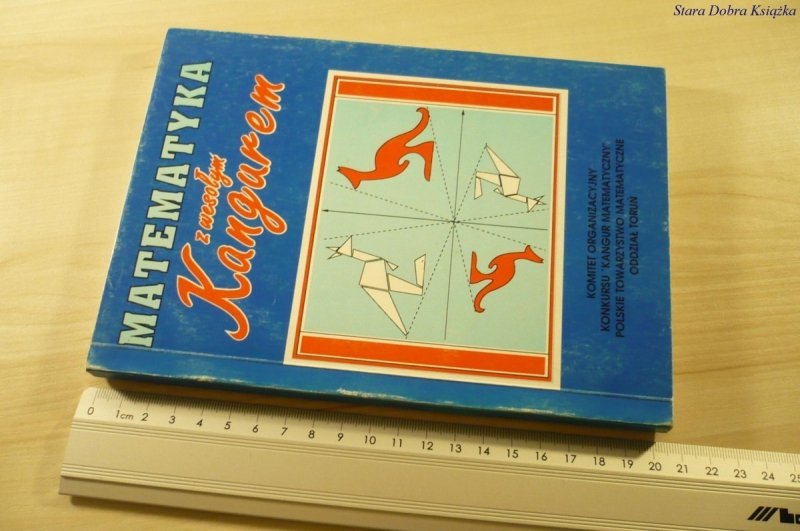 Stara Dobra Książka
MATEMATYKA
z wesołym
Kangurem
KOMITET ORGANIZACYJNY
KONKURSU "KANGUR MATEMATYCZNY"
POLSKIE TOWARZYSTWO MATEMATYCZNE
ODDZIAŁ TORUŃ
0 1cm 2 3 4 5 6 7 8 9 10 11 12 13 14 15 16 17 18 19 20 21 22 23 24 25